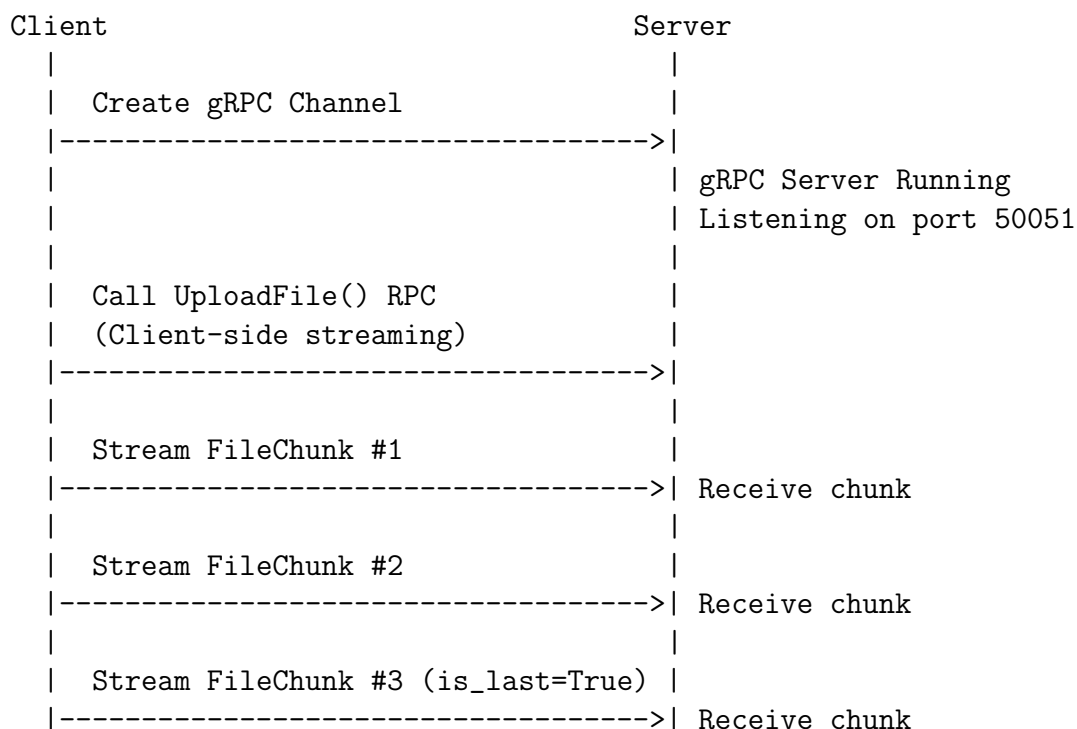 Client                                Server
  |                                     |
  |  Create gRPC Channel                |
  |------------------------------------>|
  |                                     | gRPC Server Running
  |                                     | Listening on port 50051
  |                                     |
  |  Call UploadFile() RPC              |
  |  (Client-side streaming)            |
  |------------------------------------>|
  |                                     |
  |  Stream FileChunk #1                |
  |------------------------------------>| Receive chunk
  |                                     |
  |  Stream FileChunk #2                |
  |------------------------------------>| Receive chunk
  |                                     |
  |  Stream FileChunk #3 (is_last=True) |
  |------------------------------------>| Receive chunk